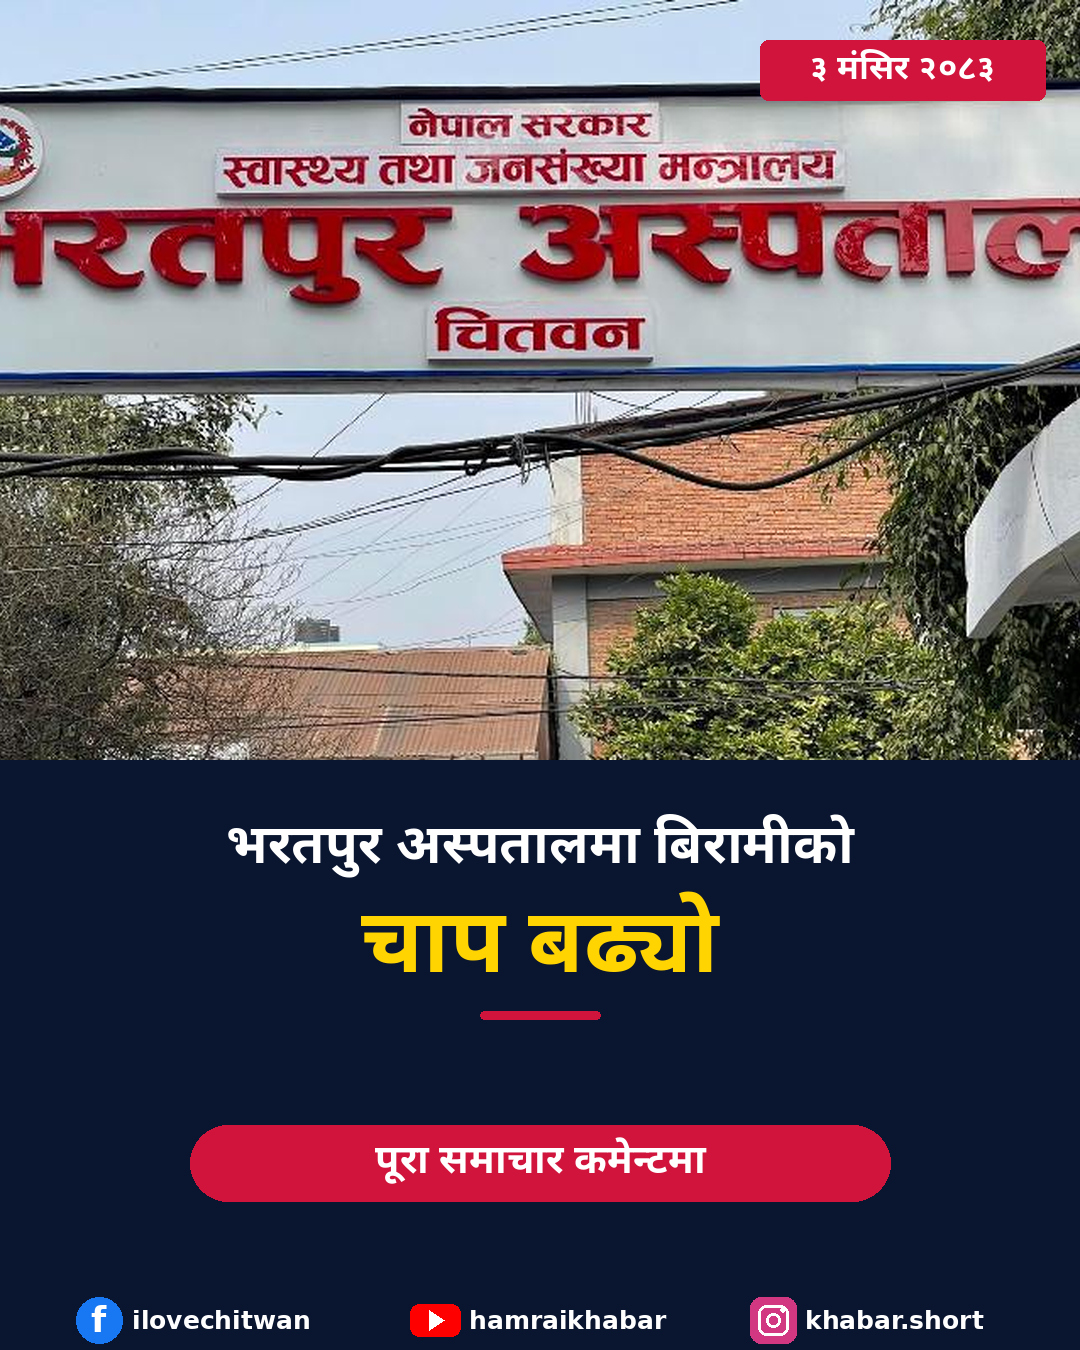 ३ मंसिर २०८३
नेपाल सरकार
स्वास्थ्य तथा जनसंख्या मन्त्रालय
भरतपुर अस्पताल
चितवन
भरतपुर अस्पतालमा बिरामीको
चाप बढ्यो
पूरा समाचार कमेन्टमा
ilovechitwan hamraikhabar khabar.short